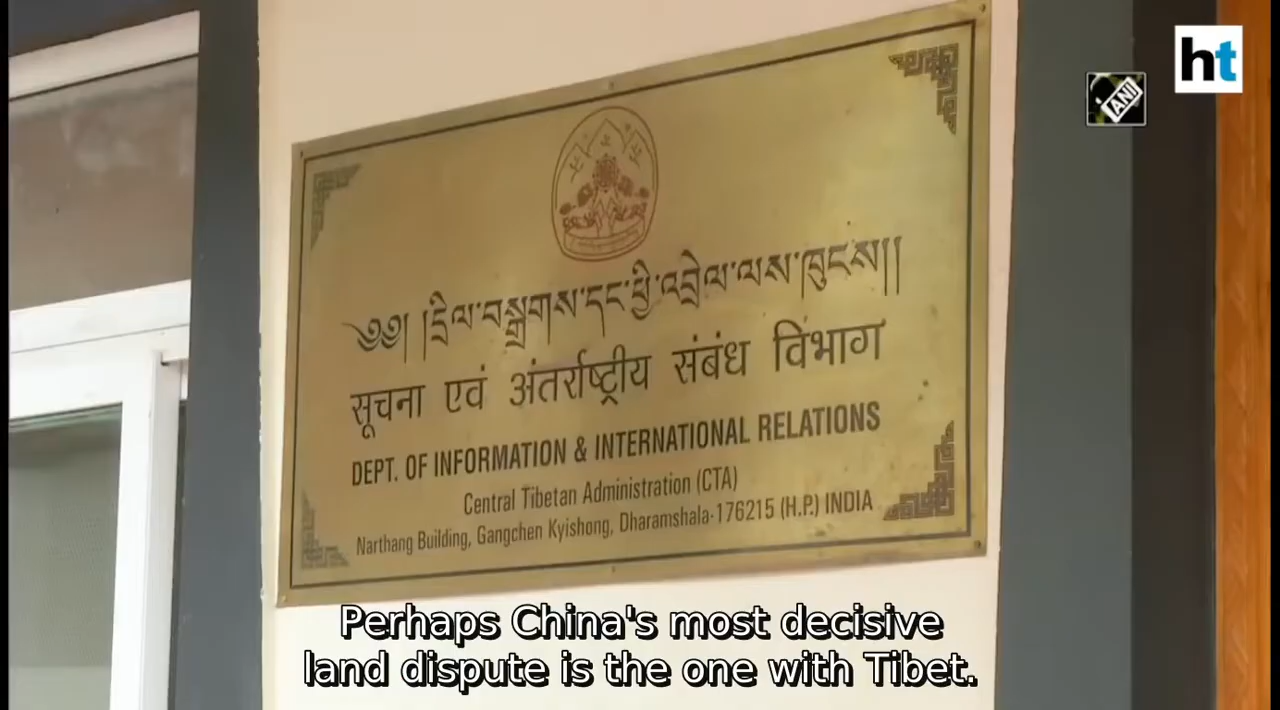 ht
ANI
༄༅། །དྲིལ་བསྒྲགས་དང་ཕྱི་འབྲེལ་ལས་ཁུངས།།
सूचना एवं अंतर्राष्ट्रीय संबंध विभाग
DEPT. OF INFORMATION & INTERNATIONAL RELATIONS
Central Tibetan Administration (CTA)
Narthang Building, Gangchen Kyishong, Dharamshala-176215 (H.P.) INDIA
Perhaps China's most decisive
land dispute is the one with Tibet.